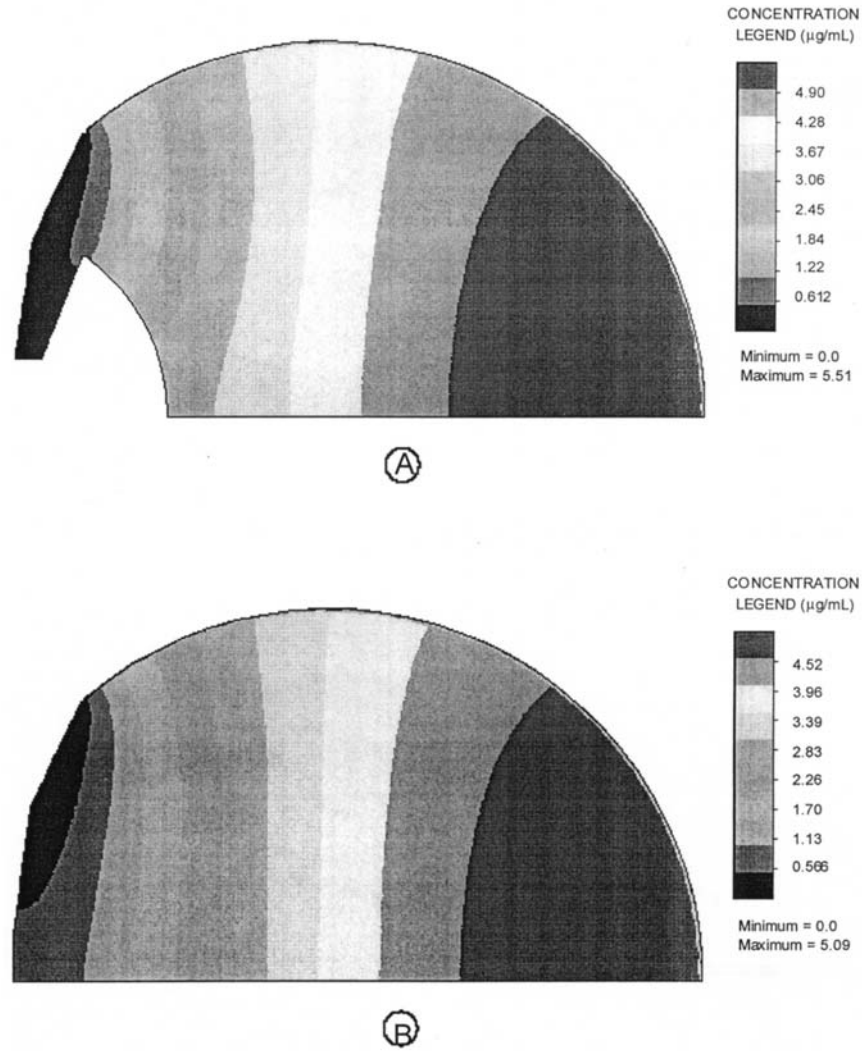 CONCENTRATION
LEGEND (µg/mL)
4.90
4.28
3.67
3.06
2.45
1.84
1.22
0.612
Minimum = 0.0
Maximum = 5.51
A
CONCENTRATION
LEGEND (µg/mL)
4.52
3.96
3.39
2.83
2.26
1.70
1.13
0.566
Minimum = 0.0
Maximum = 5.09
B